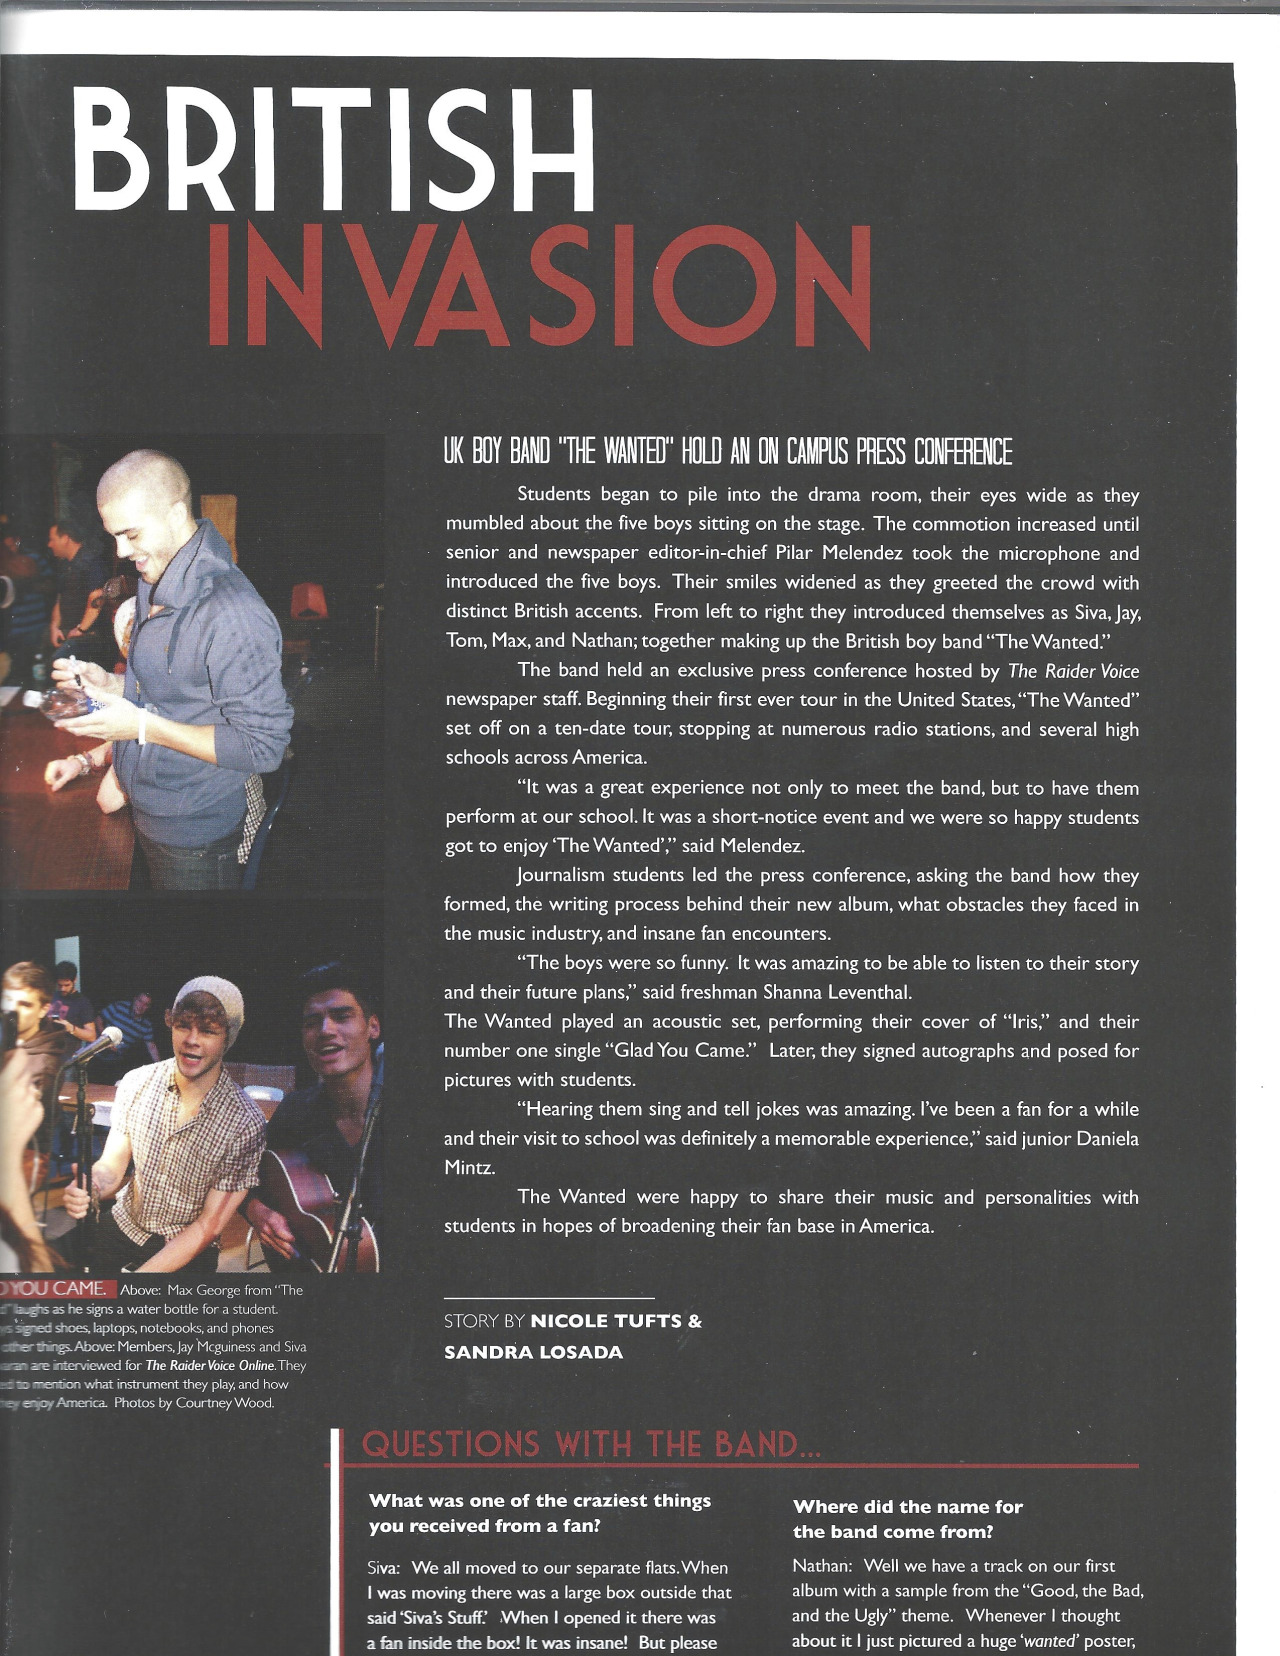 BRITISH
INVASION
UK BOY BAND "THE WANTED" HOLD AN ON CAMPUS PRESS CONFERENCE
Students began to pile into the drama room, their eyes wide as they
mumbled about the five boys sitting on the stage. The commotion increased until
senior and newspaper editor-in-chief Pilar Melendez took the microphone and
introduced the five boys. Their smiles widened as they greeted the crowd with
distinct British accents. From left to right they introduced themselves as Siva, Jay,
Tom, Max, and Nathan; together making up the British boy band “The Wanted.”
The band held an exclusive press conference hosted by The Raider Voice
newspaper staff. Beginning their first ever tour in the United States, “The Wanted”
set off on a ten-date tour, stopping at numerous radio stations, and several high
schools across America.
“It was a great experience not only to meet the band, but to have them
perform at our school. It was a short-notice event and we were so happy students
got to enjoy ‘The Wanted’,” said Melendez.
Journalism students led the press conference, asking the band how they
formed, the writing process behind their new album, what obstacles they faced in
the music industry, and insane fan encounters.
“The boys were so funny. It was amazing to be able to listen to their story
and their future plans,” said freshman Shanna Leventhal.
The Wanted played an acoustic set, performing their cover of “Iris,” and their
number one single “Glad You Came.” Later, they signed autographs and posed for
pictures with students.
“Hearing them sing and tell jokes was amazing. I’ve been a fan for a while
and their visit to school was definitely a memorable experience,” said junior Daniela
Mintz.
The Wanted were happy to share their music and personalities with
students in hopes of broadening their fan base in America.
STORY BY NICOLE TUFTS &
SANDRA LOSADA
YOU CAME. Above: Max George from “The
laughs as he signs a water bottle for a student.
signed shoes, laptops, notebooks, and phones
other things. Above: Members, Jay Mcguiness and Siva
are interviewed for The Raider Voice Online. They
to mention what instrument they play, and how
enjoy America. Photos by Courtney Wood.
QUESTIONS WITH THE BAND...
What was one of the craziest things
you received from a fan?
Siva: We all moved to our separate flats. When
I was moving there was a large box outside that
said ‘Siva’s Stuff.’ When I opened it there was
a fan inside the box! It was insane! But please
Where did the name for
the band come from?
Nathan: Well we have a track on our first
album with a sample from the “Good, the Bad,
and the Ugly” theme. Whenever I thought
about it I just pictured a huge ‘wanted’ poster,